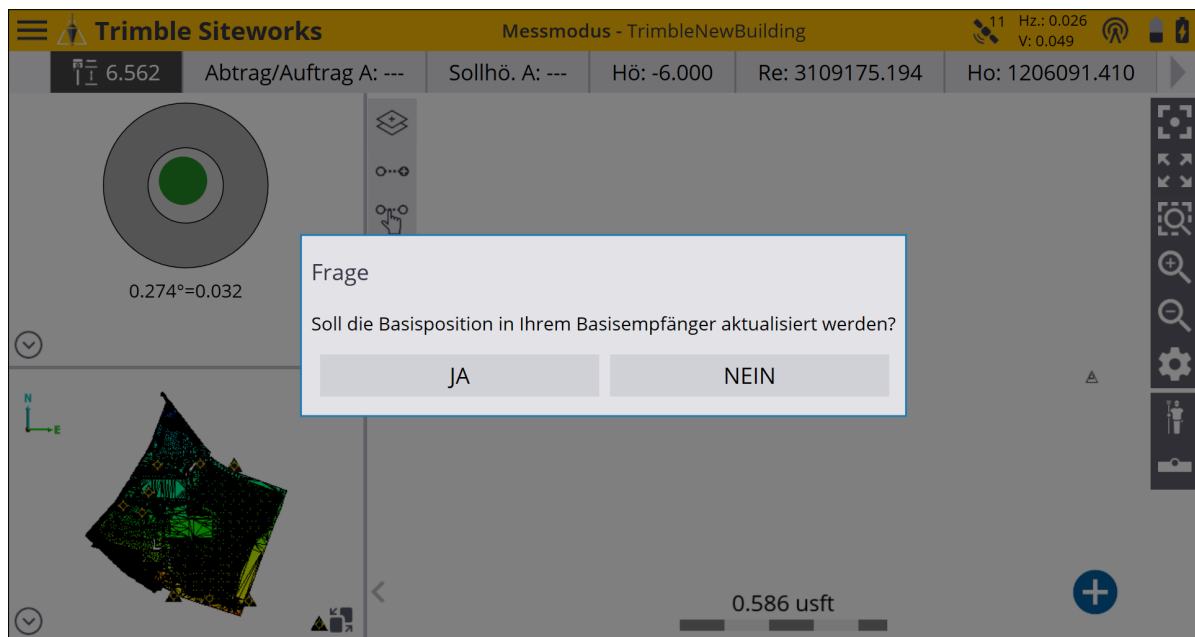 Trimble Siteworks
Messmodus - TrimbleNewBuilding
11
Hz.: 0.026
V: 0.049
6.562
Abtrag/Auftrag A: ---
Sollhö. A: ---
Hö: -6.000
Re: 3109175.194
Ho: 1206091.410
0.274°=0.032
Frage
Soll die Basisposition in Ihrem Basisempfänger aktualisiert werden?
JA
NEIN
N
E
0.586 usft